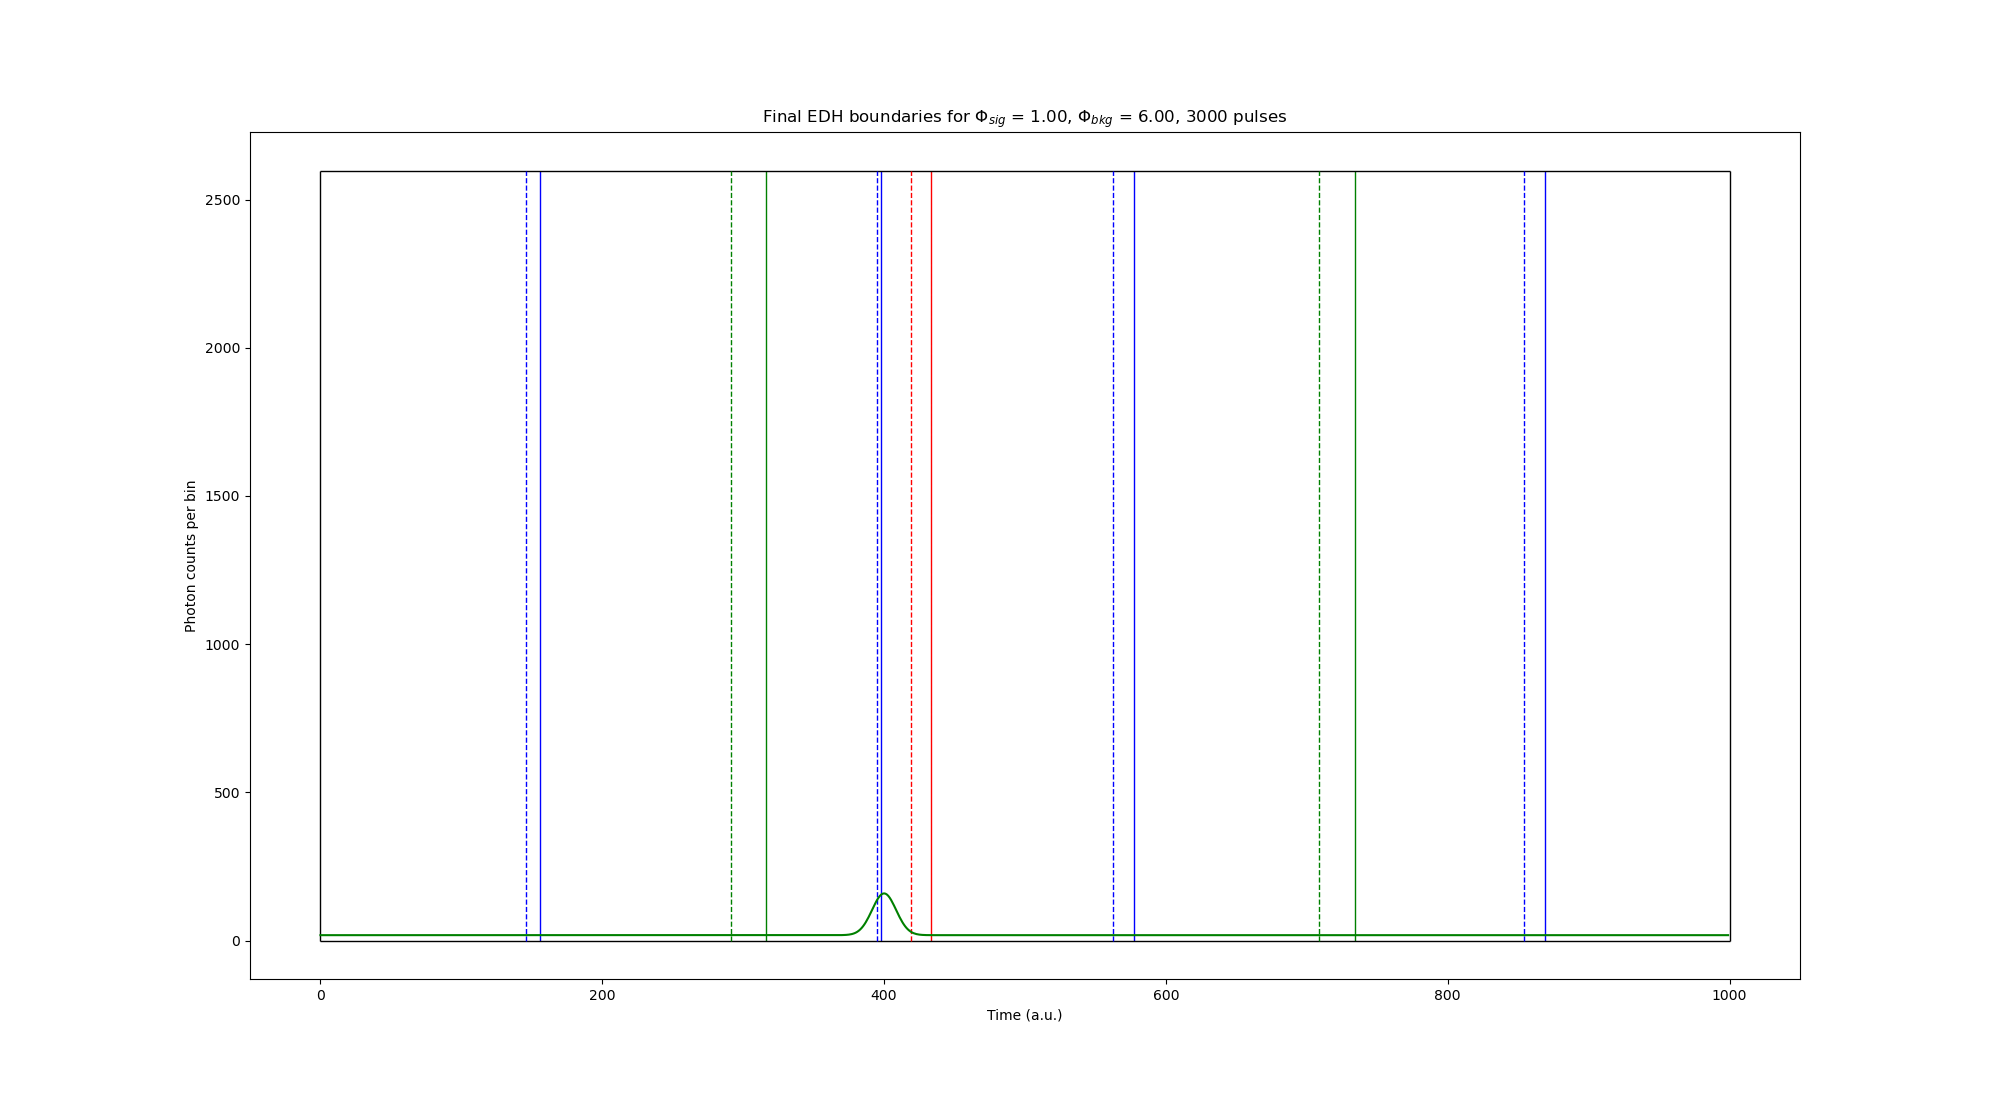 Final EDH boundaries for Φsig = 1.00, Φbkg = 6.00, 3000 pulses
Photon counts per bin
2500
2000
1500
1000
500
0
0 200 400 600 800 1000
Time (a.u.)